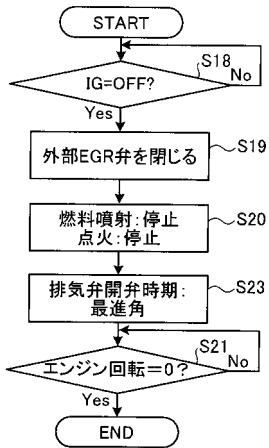 START
S18
IG=OFF?
No
Yes
外部EGR弁を閉じる
S19
燃料噴射:停止
点火:停止
S20
排気弁開弁時期:
最進角
S23
S21
エンジン回転=0?
No
Yes
END